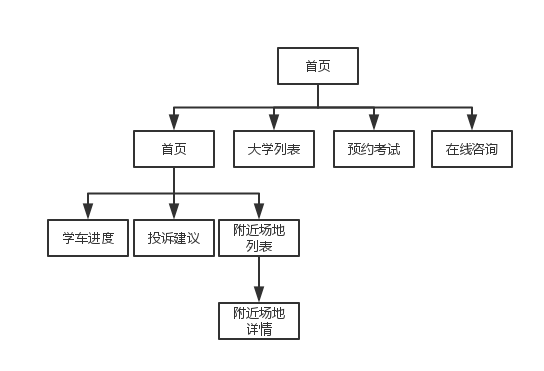 首页
首页
大学列表
预约考试
在线咨询
学车进度
投诉建议
附近场地
列表
附近场地
详情